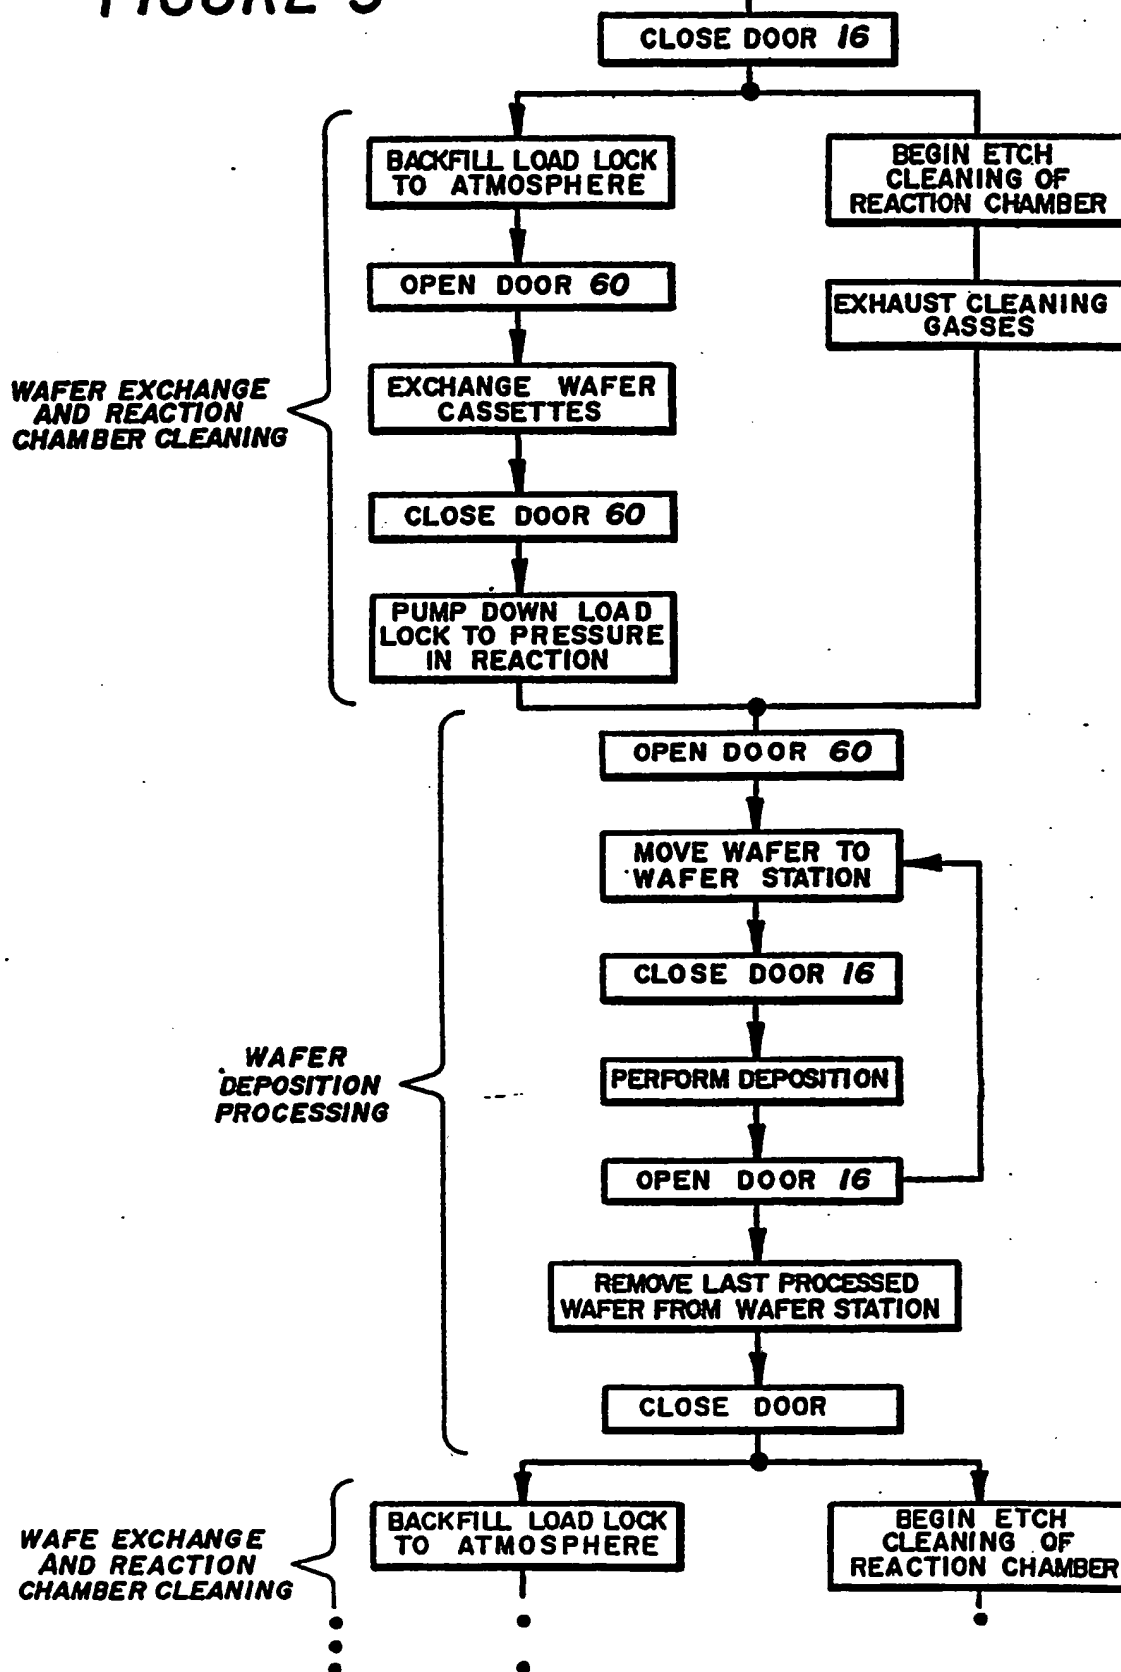 FIGURE 5
CLOSE DOOR 16
BACKFILL LOAD LOCK
TO ATMOSPHERE
BEGIN ETCH
CLEANING OF
REACTION CHAMBER
OPEN DOOR 60
EXHAUST CLEANING
GASSES
WAFER EXCHANGE
AND REACTION
CHAMBER CLEANING
EXCHANGE WAFER
CASSETTES
CLOSE DOOR 60
PUMP DOWN LOAD
LOCK TO PRESSURE
IN REACTION
OPEN DOOR 60
MOVE WAFER TO
WAFER STATION
CLOSE DOOR 16
WAFER
DEPOSITION
PROCESSING
PERFORM DEPOSITION
OPEN DOOR 16
REMOVE LAST PROCESSED
WAFER FROM WAFER STATION
CLOSE DOOR
WAFE EXCHANGE
AND REACTION
CHAMBER CLEANING
BACKFILL LOAD LOCK
TO ATMOSPHERE
BEGIN ETCH
CLEANING OF
REACTION CHAMBER